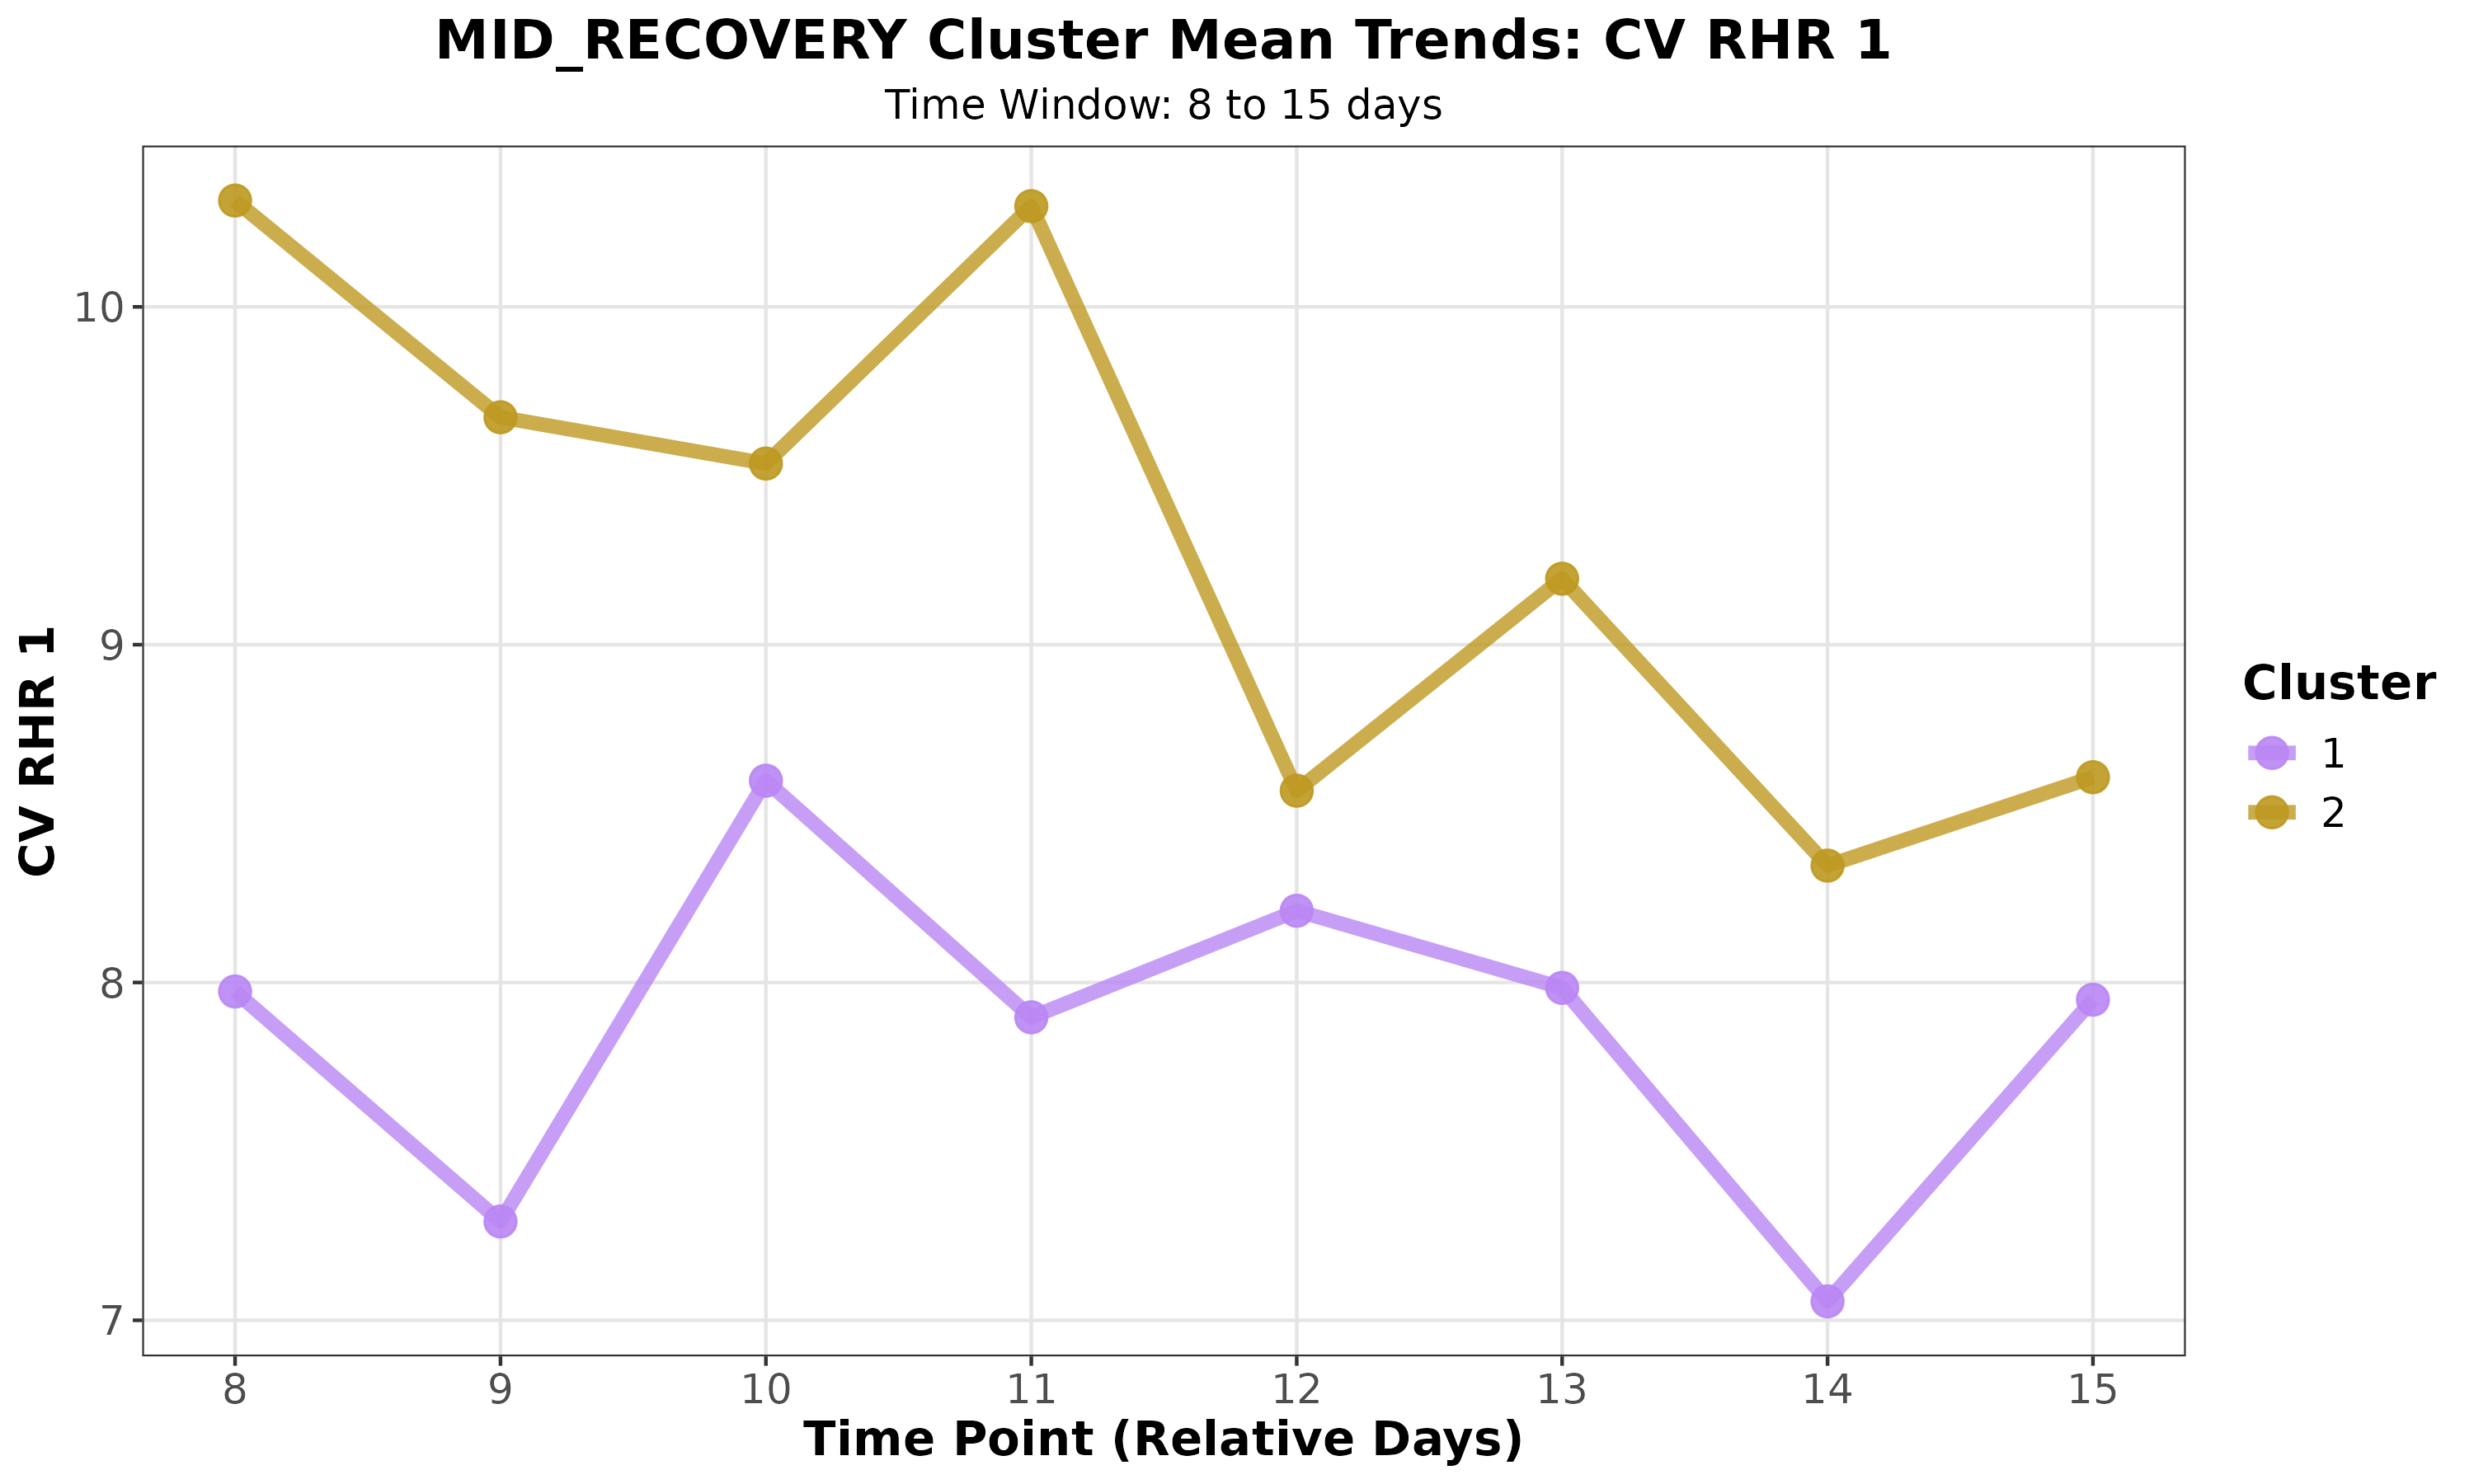 MID_RECOVERY Cluster Mean Trends: CV RHR 1
Time Window: 8 to 15 days
10
9
8
7
CV RHR 1
8 9 10 11 12 13 14 15
Time Point (Relative Days)
Cluster
1
2